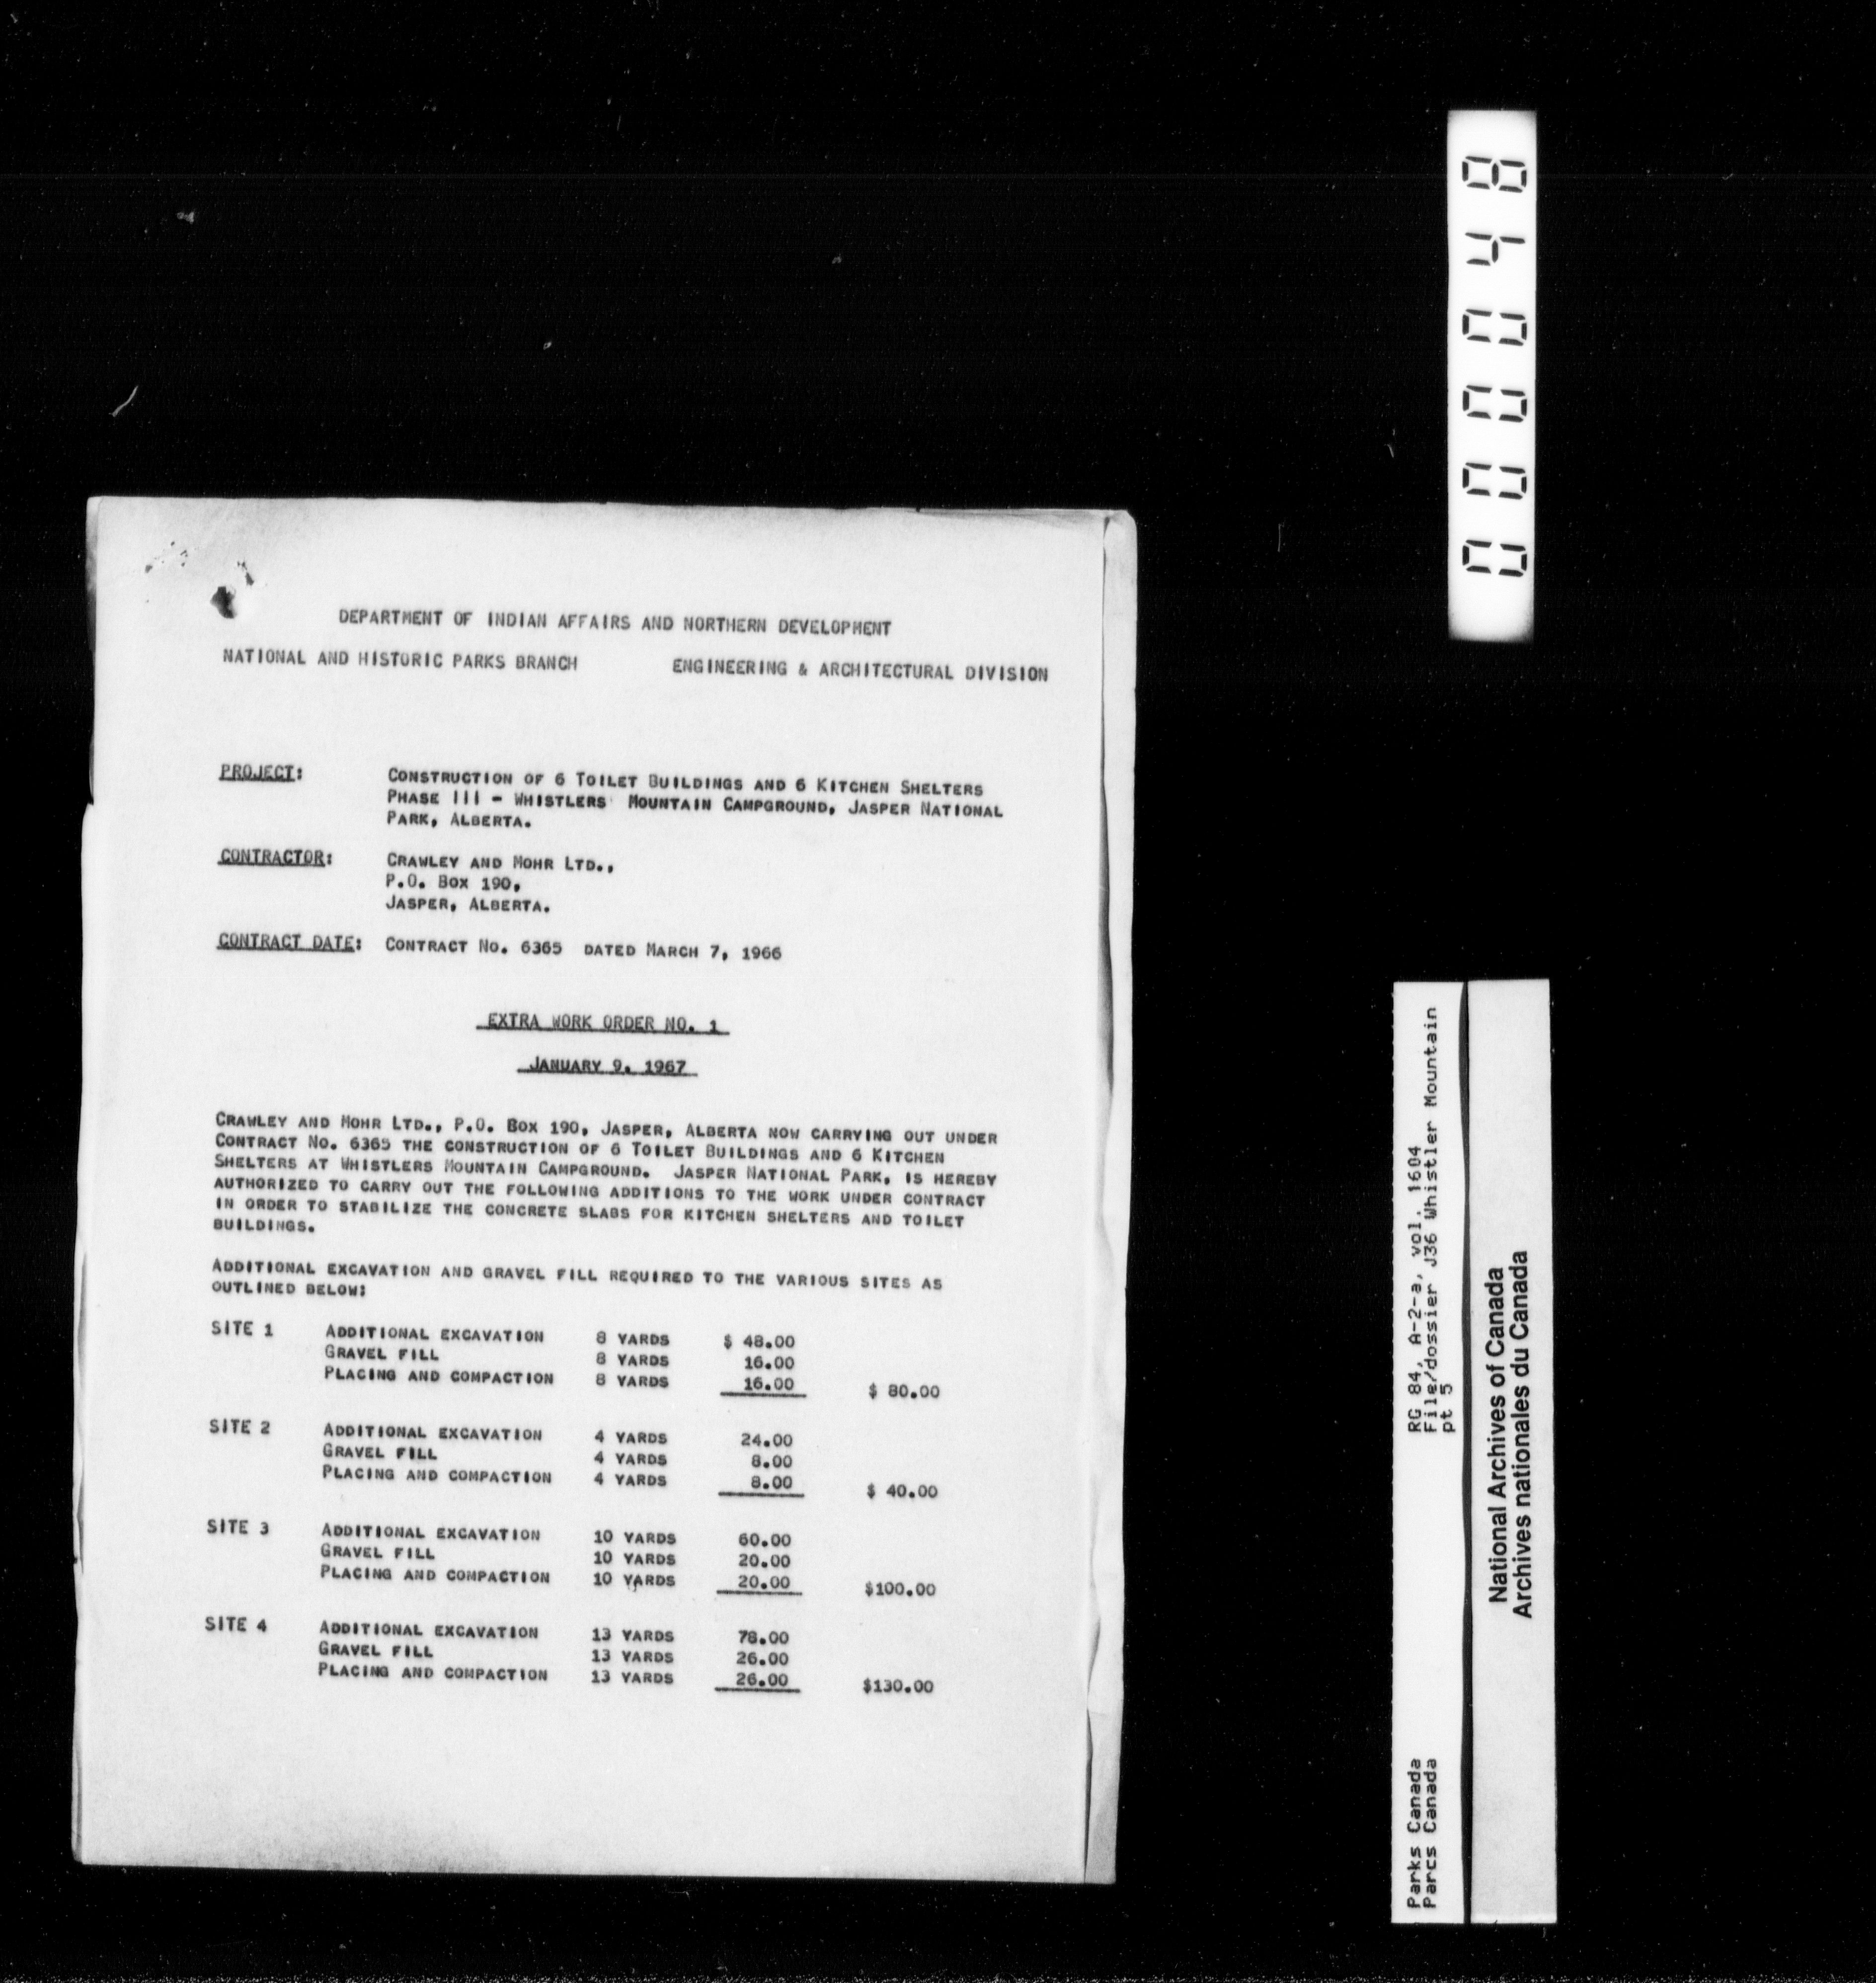 DEPARTMENT OF INDIAN AFFAIRS AND NORTHERN DEVELOPMENT
NATIONAL AND HISTORIC PARKS BRANCH ENGINEERING & ARCHITECTURAL DIVISION
PROJECT: CONSTRUCTION OF 6 TOILET BUILDINGS AND 6 KITCHEN SHELTERS
PHASE III - WHISTLERS MOUNTAIN CAMPGROUND, JASPER NATIONAL
PARK, ALBERTA.
CONTRACTOR: CRAWLEY AND MOHR LTD.,
P.O. BOX 190,
JASPER, ALBERTA.
CONTRACT DATE: CONTRACT NO. 6365 DATED MARCH 7, 1966
EXTRA WORK ORDER NO. 1
JANUARY 9, 1967
CRAWLEY AND MOHR LTD., P.O. BOX 190, JASPER, ALBERTA NOW CARRYING OUT UNDER
CONTRACT NO. 6365 THE CONSTRUCTION OF 6 TOILET BUILDINGS AND 6 KITCHEN
SHELTERS AT WHISTLERS MOUNTAIN CAMPGROUND. JASPER NATIONAL PARK, IS HEREBY
AUTHORIZED TO CARRY OUT THE FOLLOWING ADDITIONS TO THE WORK UNDER CONTRACT
IN ORDER TO STABILIZE THE CONCRETE SLABS FOR KITCHEN SHELTERS AND TOILET
BUILDINGS.
ADDITIONAL EXCAVATION AND GRAVEL FILL REQUIRED TO THE VARIOUS SITES AS
OUTLINED BELOW:
SITE 1 ADDITIONAL EXCAVATION 8 YARDS $ 48.00
GRAVEL FILL 8 YARDS 16.00
PLACING AND COMPACTION 8 YARDS 16.00 $ 80.00
SITE 2 ADDITIONAL EXCAVATION 4 YARDS 24.00
GRAVEL FILL 4 YARDS 8.00
PLACING AND COMPACTION 4 YARDS 8.00 $ 40.00
SITE 3 ADDITIONAL EXCAVATION 10 YARDS 60.00
GRAVEL FILL 10 YARDS 20.00
PLACING AND COMPACTION 10 YARDS 20.00 $100.00
SITE 4 ADDITIONAL EXCAVATION 13 YARDS 78.00
GRAVEL FILL 13 YARDS 26.00
PLACING AND COMPACTION 13 YARDS 26.00 $130.00
000048
Parks Canada RG 84, A-2-a, vol. 1604
Parcs Canada File/dossier J36 Whistler Mountain
pt 5
National Archives of Canada
Archives nationales du Canada